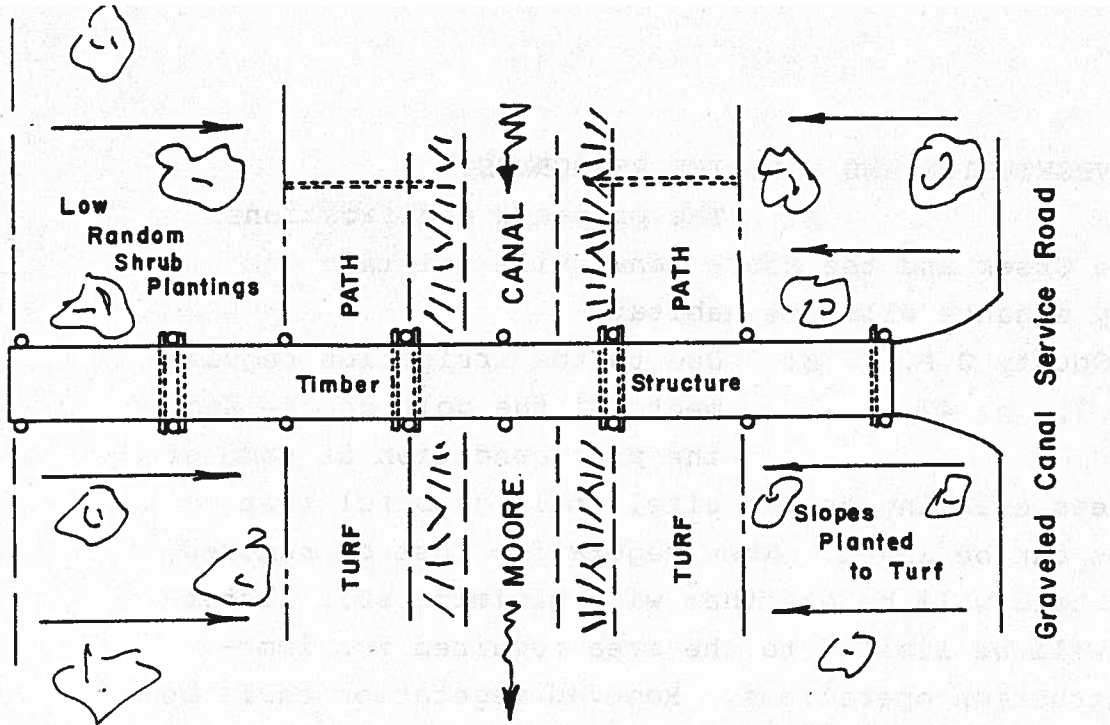 Low
Random
Shrub
Plantings
PATH
TURF
MOORE CANAL
PATH
TURF
Timber Structure
Slopes
Planted
to Turf
Graveled Canal Service Road